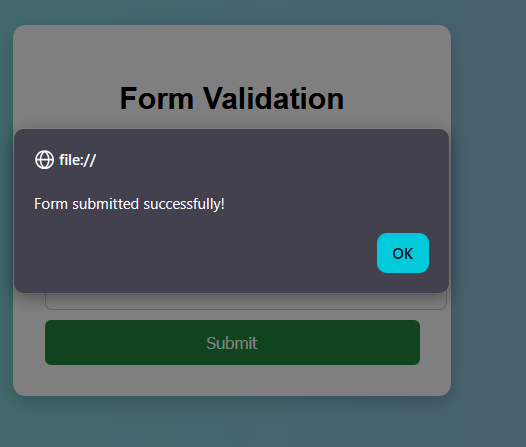 Form Validation
file://
Form submitted successfully!
OK
Submit